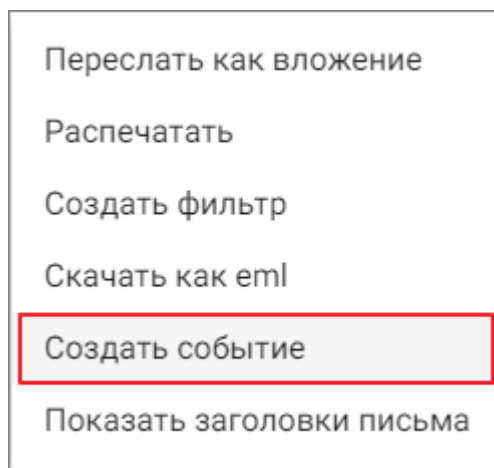 Переслать как вложение
Распечатать
Создать фильтр
Скачать как eml
Создать событие
Показать заголовки письма